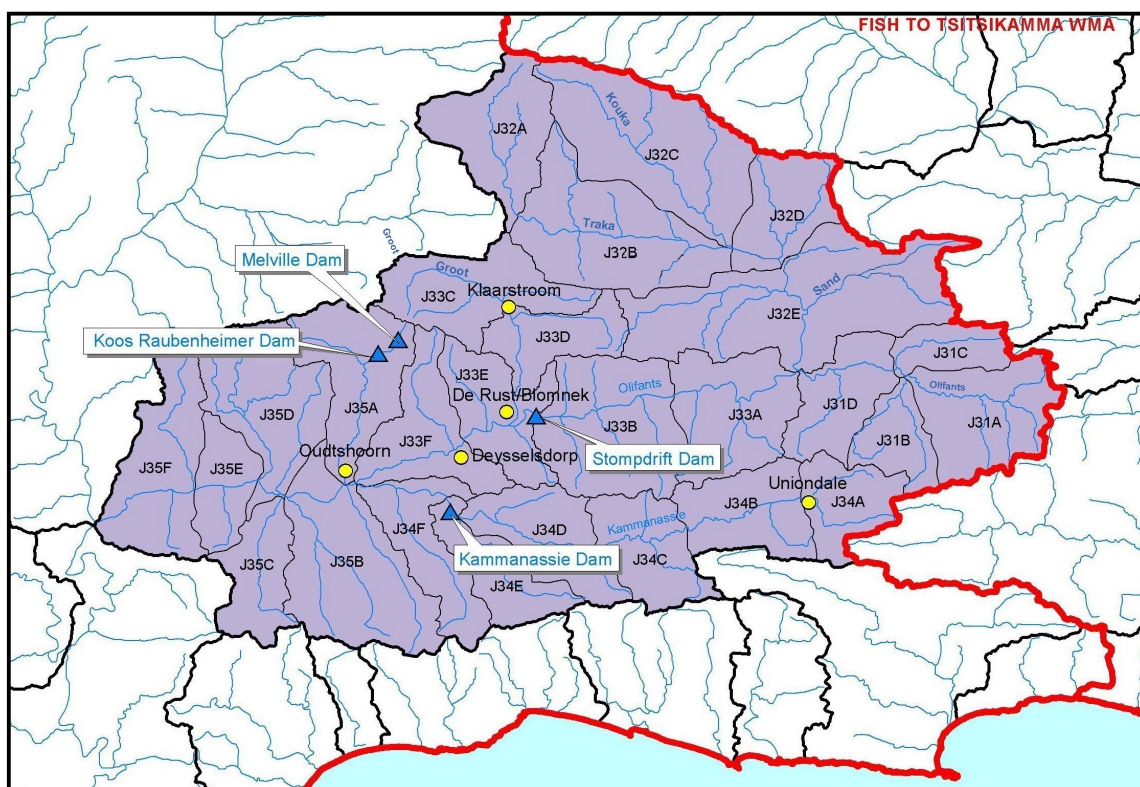 FISH TO TSITSIKAMMA WMA
Kouka
J32A
J32C
J32D
Traka
J32B
Groot
Melville Dam
Groot
Sand
J33C
Klaarstroom
J32E
Koos Raubenheimer Dam
J33D
J31C
J33E
Olifants
Olifants
De Rust/Blomnek
J35D
J35A
J33A
J31D
J31A
J33B
J33F
J31B
Oudtshoorn
Deysselsdorp
Stompdrift Dam
J35F
J35E
Uniondale
J34B
J34A
J34F
J34D
Kammanassie
Kammanassie Dam
J34C
J35C
J35B
J34E